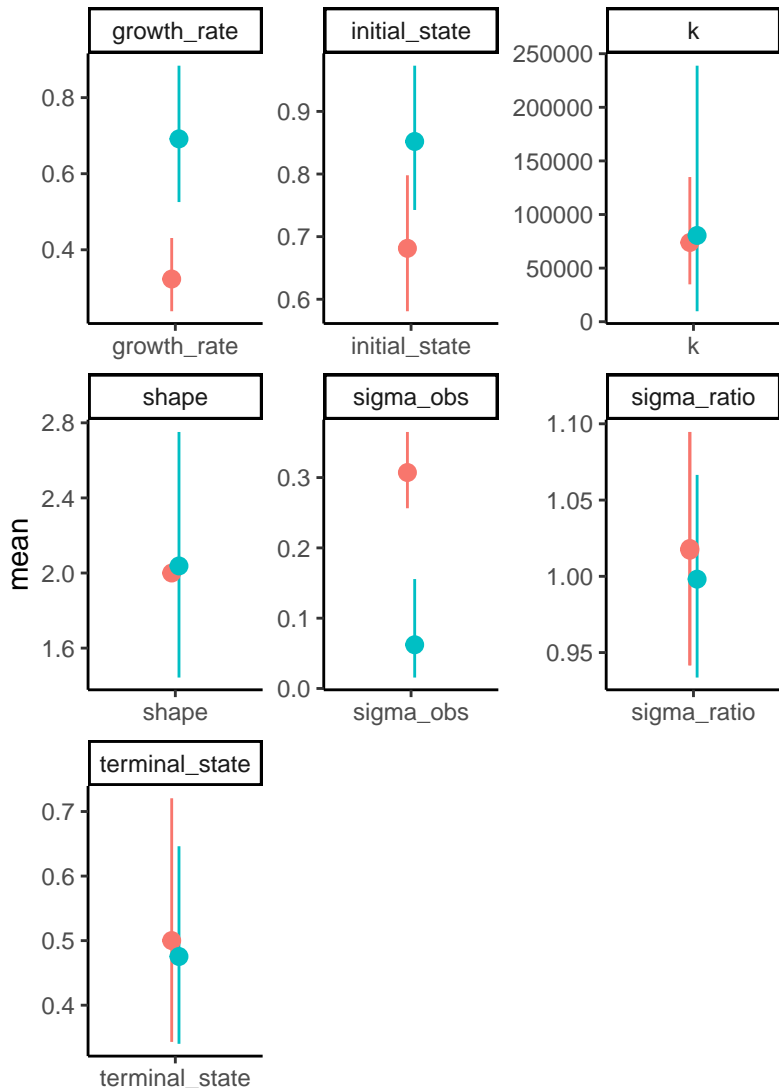 growth_rate
0.8
0.6
0.4
growth_rate
initial_state
0.9
0.8
0.7
0.6
initial_state
k
250000
200000
150000
100000
50000
0
k
mean
shape
2.8
2.4
2.0
1.6
shape
sigma_obs
0.3
0.2
0.1
0.0
sigma_obs
sigma_ratio
1.10
1.05
1.00
0.95
sigma_ratio
terminal_state
0.7
0.6
0.5
0.4
terminal_state